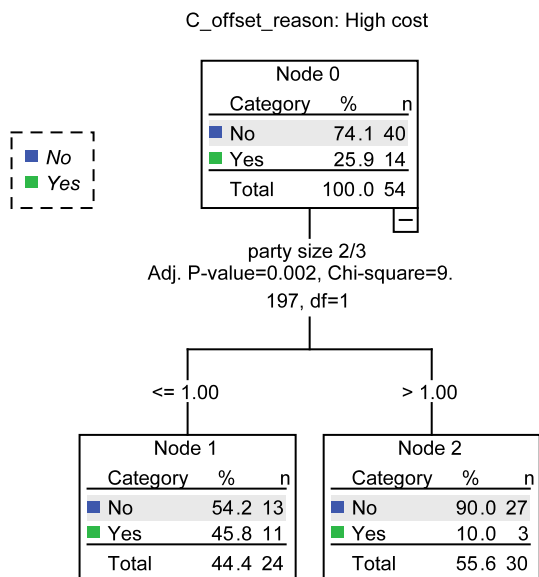 C_offset_reason: High cost
No
Yes
Node 0
Category % n
No 74.1 40
Yes 25.9 14
Total 100.0 54
party size 2/3
Adj. P-value=0.002, Chi-square=9.
197, df=1
<= 1.00
> 1.00
Node 1
Category % n
No 54.2 13
Yes 45.8 11
Total 44.4 24
Node 2
Category % n
No 90.0 27
Yes 10.0 3
Total 55.6 30